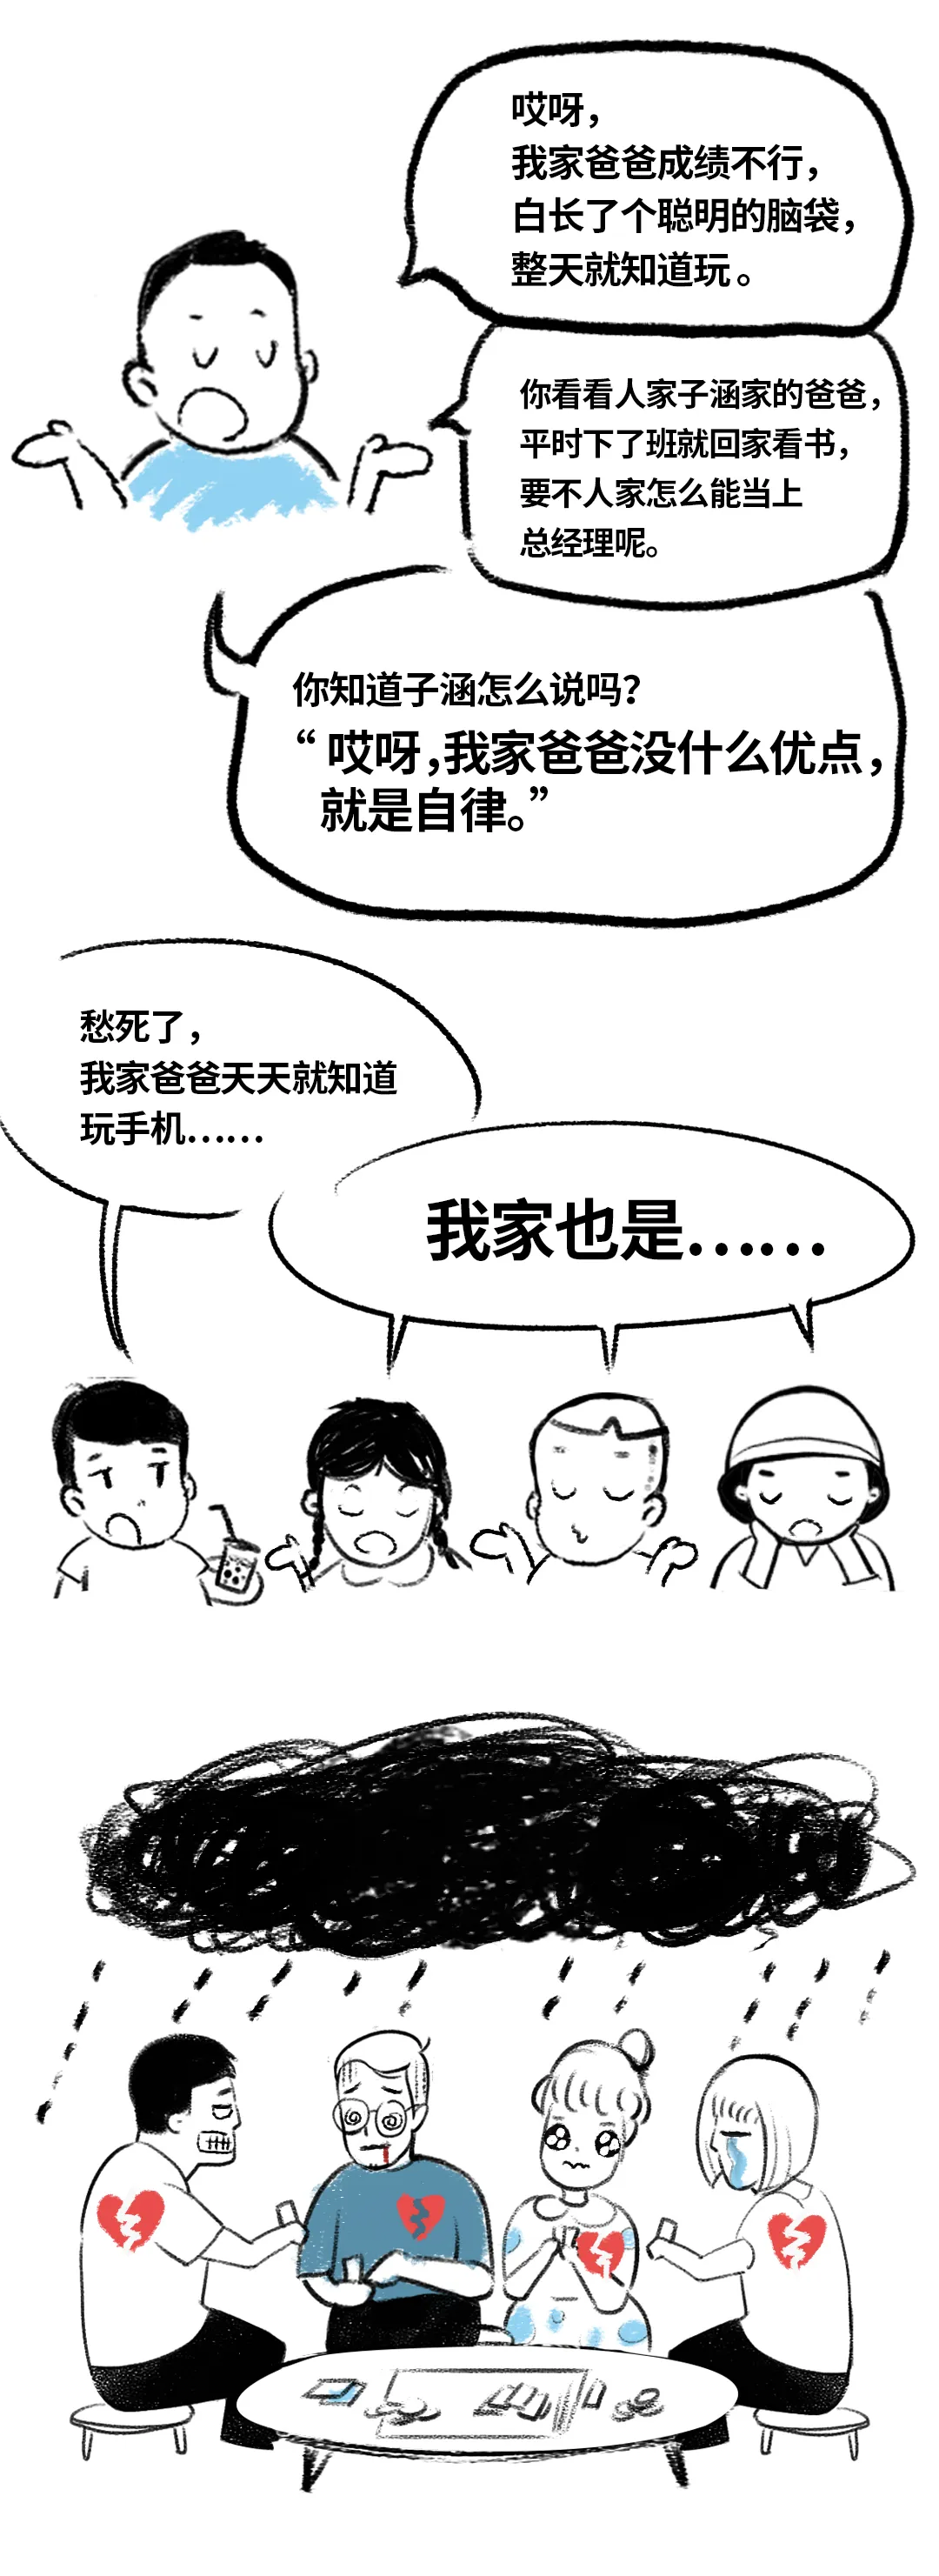 哎呀，
我家爸爸成绩不行，
白长了个聪明的脑袋，
整天就知道玩。
你看看人家子涵家的爸爸，
平时下了班就回家看书，
要不人家怎么能当上
总经理呢。
你知道子涵怎么说吗？
“哎呀，我家爸爸没什么优点，
就是自律。”
愁死了，
我家爸爸天天就知道
玩手机……
我家也是……